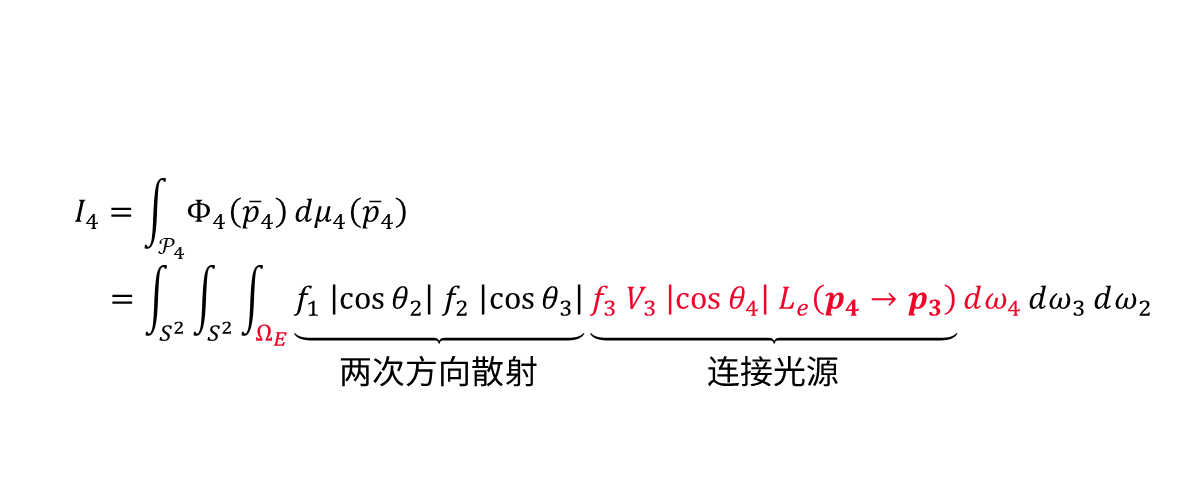 I₄ = ∫_{𝒫₄} Φ₄(p̄₄) dμ₄(p̄₄)
= ∫_{S²} ∫_{S²} ∫_{Ω_E} f₁ |cos θ₂| f₂ |cos θ₃| f₃ V₃ |cos θ₄| Lₑ(p₄ → p₃) dω₄ dω₃ dω₂
两次方向散射 连接光源